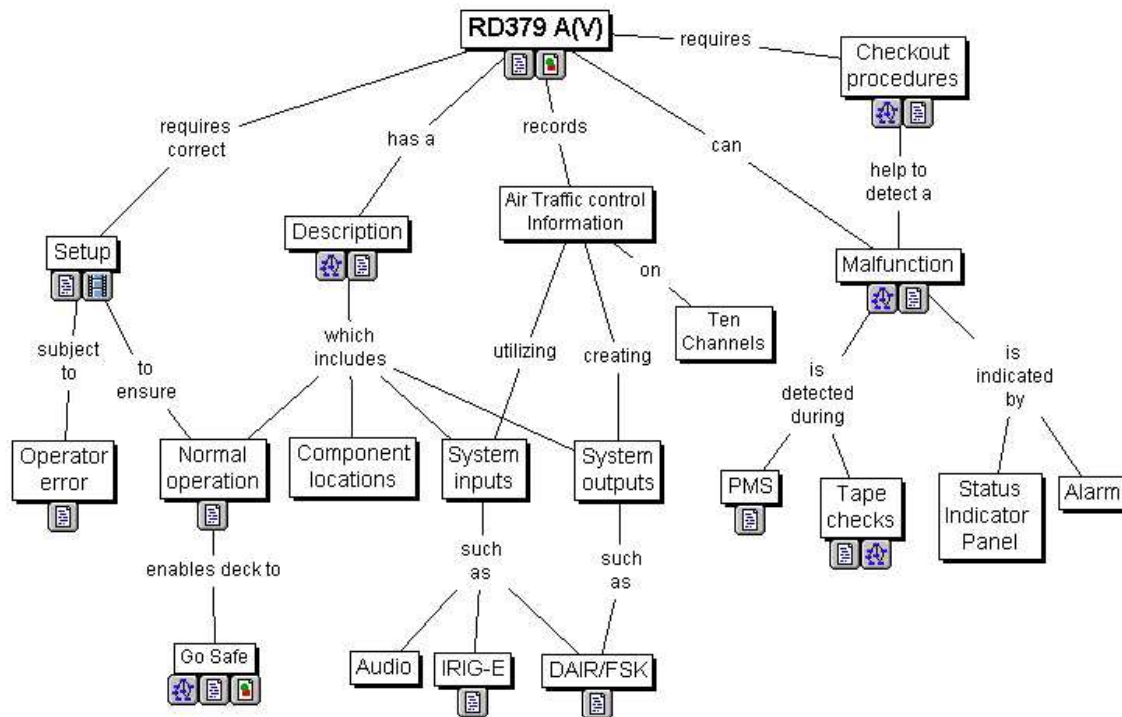 RD379 A(V)
requires
Checkout
procedures
requires
correct
has a
records
can
help to
detect a
Air Traffic control
Information
Setup
Description
Malfunction
on
Ten
Channels
subject
to
to
ensure
which
includes
utilizing
creating
is
detected
during
is
indicated
by
Operator
error
Normal
operation
Component
locations
System
inputs
System
outputs
PMS
Tape
checks
Status
Indicator
Panel
Alarm
enables deck to
such
as
such
as
Go Safe
Audio
IRIG-E
DAIR/FSK